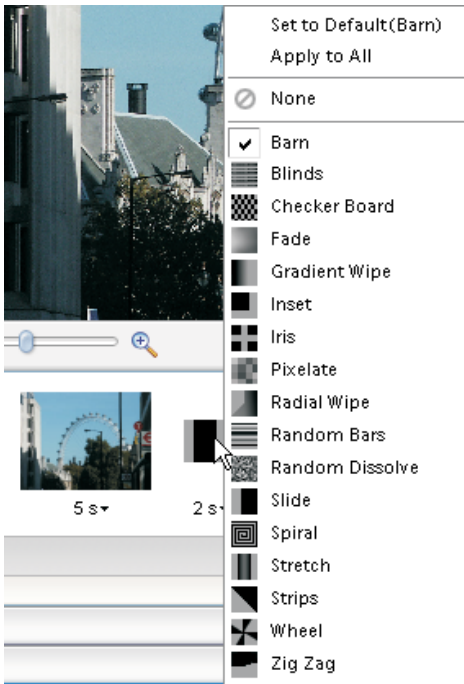 Set to Default(Barn)
Apply to All
None
Barn
Blinds
Checker Board
Fade
Gradient Wipe
Inset
Iris
Pixelate
Radial Wipe
Random Bars
Random Dissolve
Slide
Spiral
Stretch
Strips
Wheel
Zig Zag
5 s
2 s